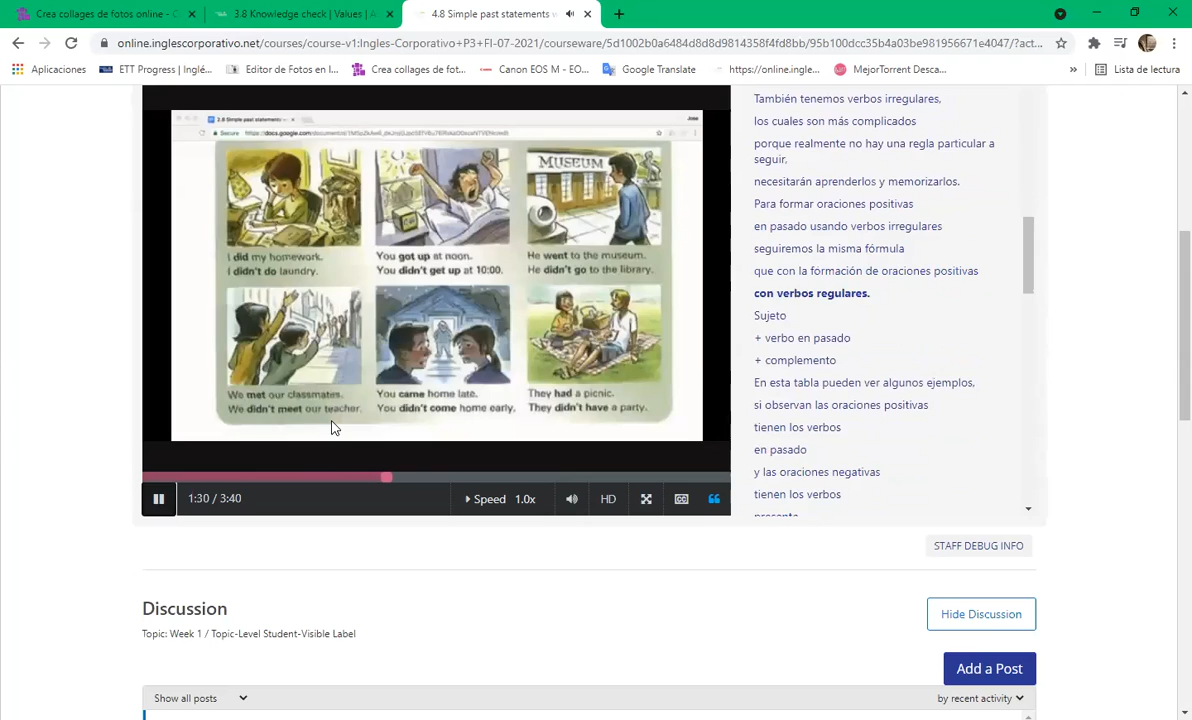 Crea collages de fotos online - C
3.8 Knowledge check | Values | A
4.8 Simple past statements w
online.inglescorporativo.net/courses/course-v1:Ingles-Corporativo+P3+FI-07-2021/courseware/5d1002b0a6484d8d8d9814358f4fd8bb/95b100dcc35b4a03be981956671e4047/?act...
Aplicaciones
ETT Progress | Inglé...
Editor de Fotos en l...
Crea collages de fot...
Canon EOS M - EO...
Google Translate
https://online.ingle...
MejorTorrent Desca...
»
Lista de lectura
2.8 Simple past statements w
Jose
Secure
MUSEUM
I did my homework.
I didn't do laundry.
You got up at noon.
You didn't get up at 10:00.
He went to the museum.
He didn't go to the library.
We met our classmates.
We didn't meet our teacher.
You came home late.
You didn't come home early.
They had a picnic.
They didn't have a party.
1:30 / 3:40
Speed 1.0x
HD
También tenemos verbos irregulares,
los cuales son más complicados
porque realmente no hay una regla particular a
seguir,
necesitarán aprenderlos y memorizarlos.
Para formar oraciones positivas
en pasado usando verbos irregulares
seguiremos la misma fórmula
que con la formación de oraciones positivas
con verbos regulares.
Sujeto
+ verbo en pasado
+ complemento
En esta tabla pueden ver algunos ejemplos,
si observan las oraciones positivas
tienen los verbos
en pasado
y las oraciones negativas
tienen los verbos
presente
STAFF DEBUG INFO
Discussion
Hide Discussion
Topic: Week 1 / Topic-Level Student-Visible Label
Add a Post
Show all posts
by recent activity